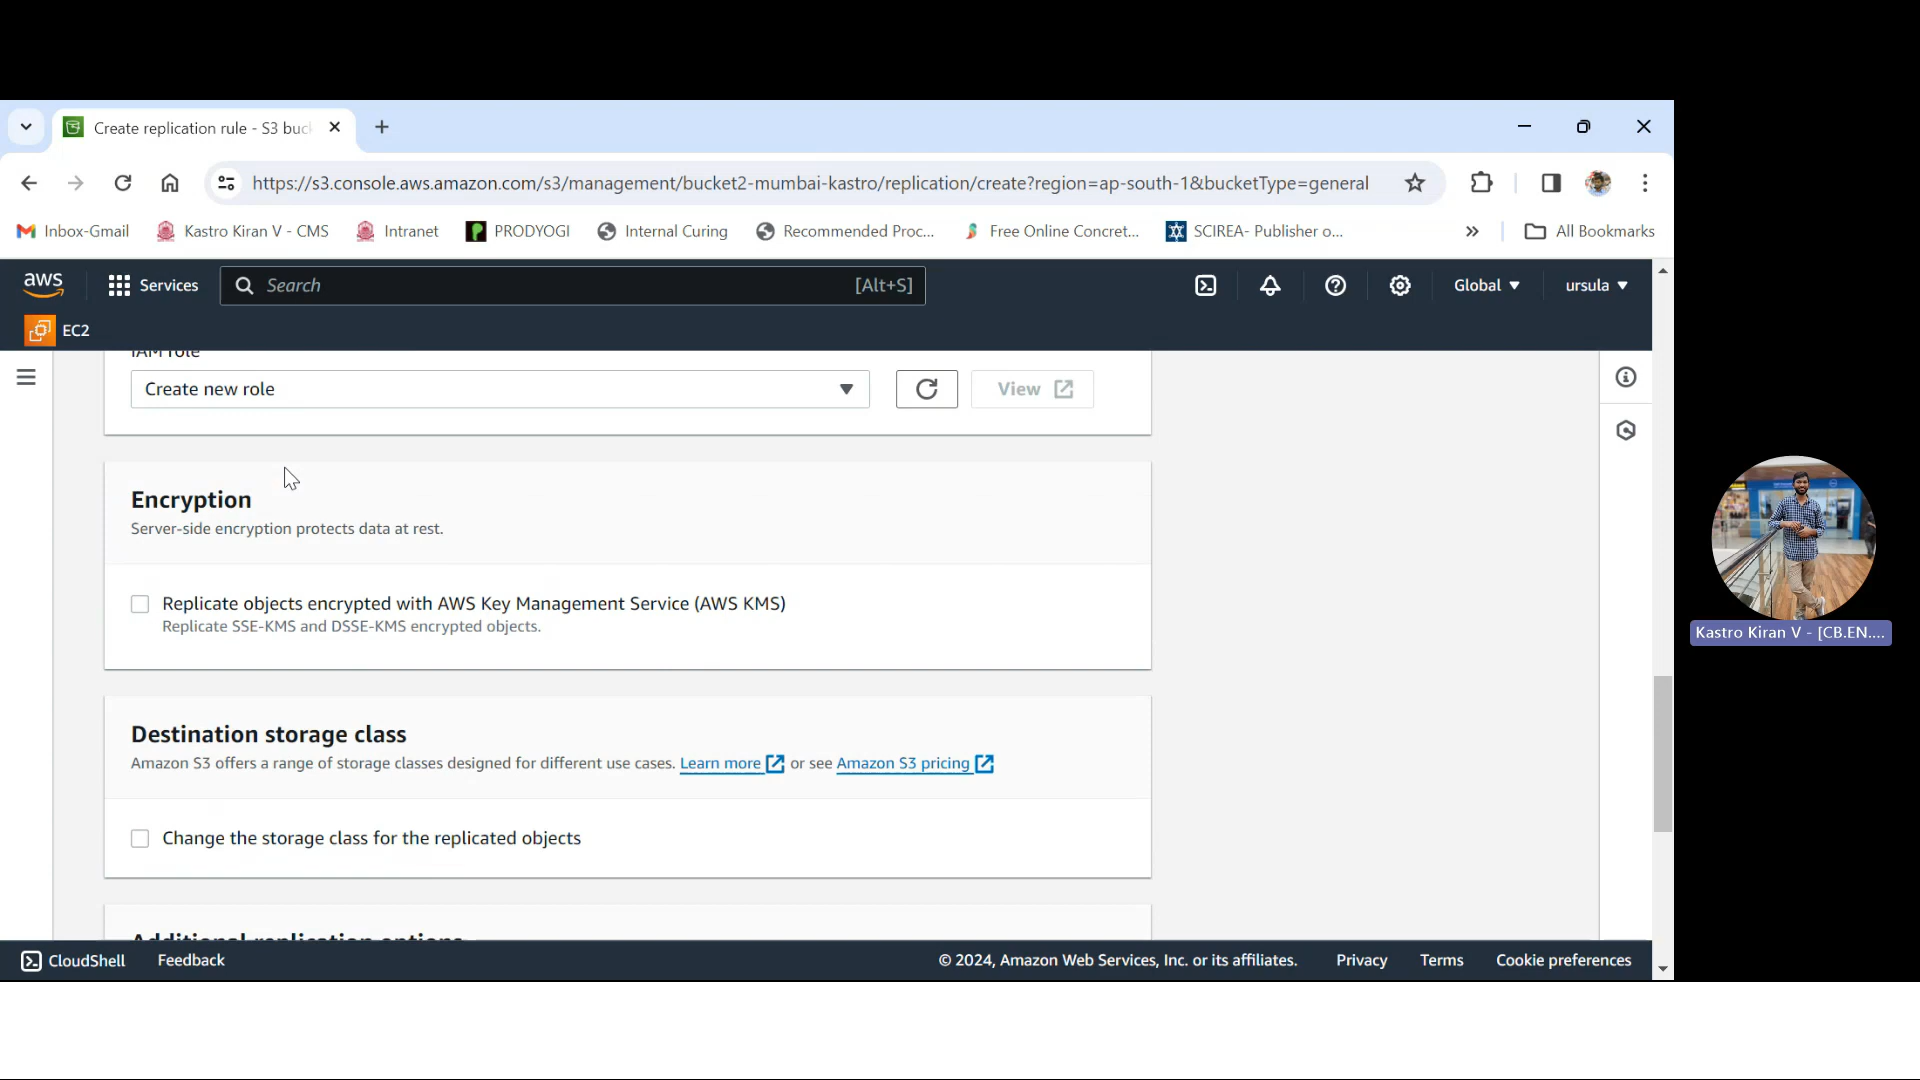 Create replication rule - S3 buc
https://s3.console.aws.amazon.com/s3/management/bucket2-mumbai-kastro/replication/create?region=ap-south-1&bucketType=general
Inbox-Gmail Kastro Kiran V - CMS Intranet PRODYOGI Internal Curing Recommended Proc... Free Online Concret... SCIREA- Publisher o... » All Bookmarks
aws Services Search [Alt+S] Global ursula
EC2
IAM role
Create new role View
Encryption
Server-side encryption protects data at rest.
Replicate objects encrypted with AWS Key Management Service (AWS KMS)
Replicate SSE-KMS and DSSE-KMS encrypted objects.
Kastro Kiran V - [CB.EN....
Destination storage class
Amazon S3 offers a range of storage classes designed for different use cases. Learn more or see Amazon S3 pricing
Change the storage class for the replicated objects
Additional replication options
CloudShell Feedback © 2024, Amazon Web Services, Inc. or its affiliates. Privacy Terms Cookie preferences